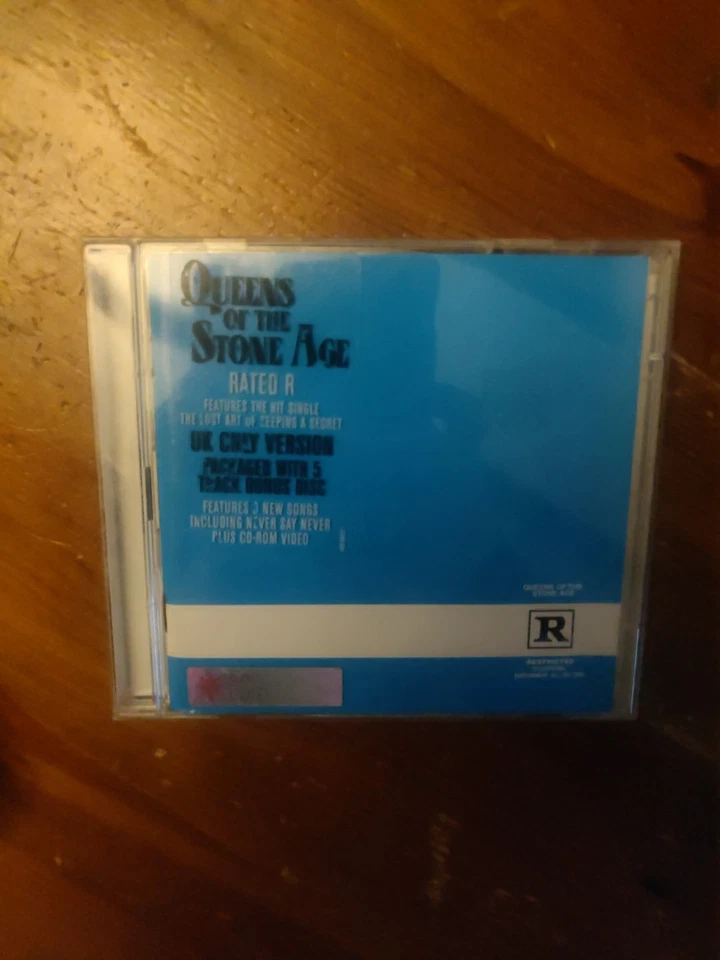 QUEENS
OF THE
STONE AGE
RATED R
FEATURES THE HIT SINGLE
THE LOST ART OF KEEPING A SECRET
UK ONLY VERSION
PACKAGED WITH 5
TRACK BONUS DISC
FEATURES 3 NEW SONGS
INCLUDING NEVER SAY NEVER
PLUS CD-ROM VIDEO
QUEENS OF THE
STONE AGE
R
RESTRICTED